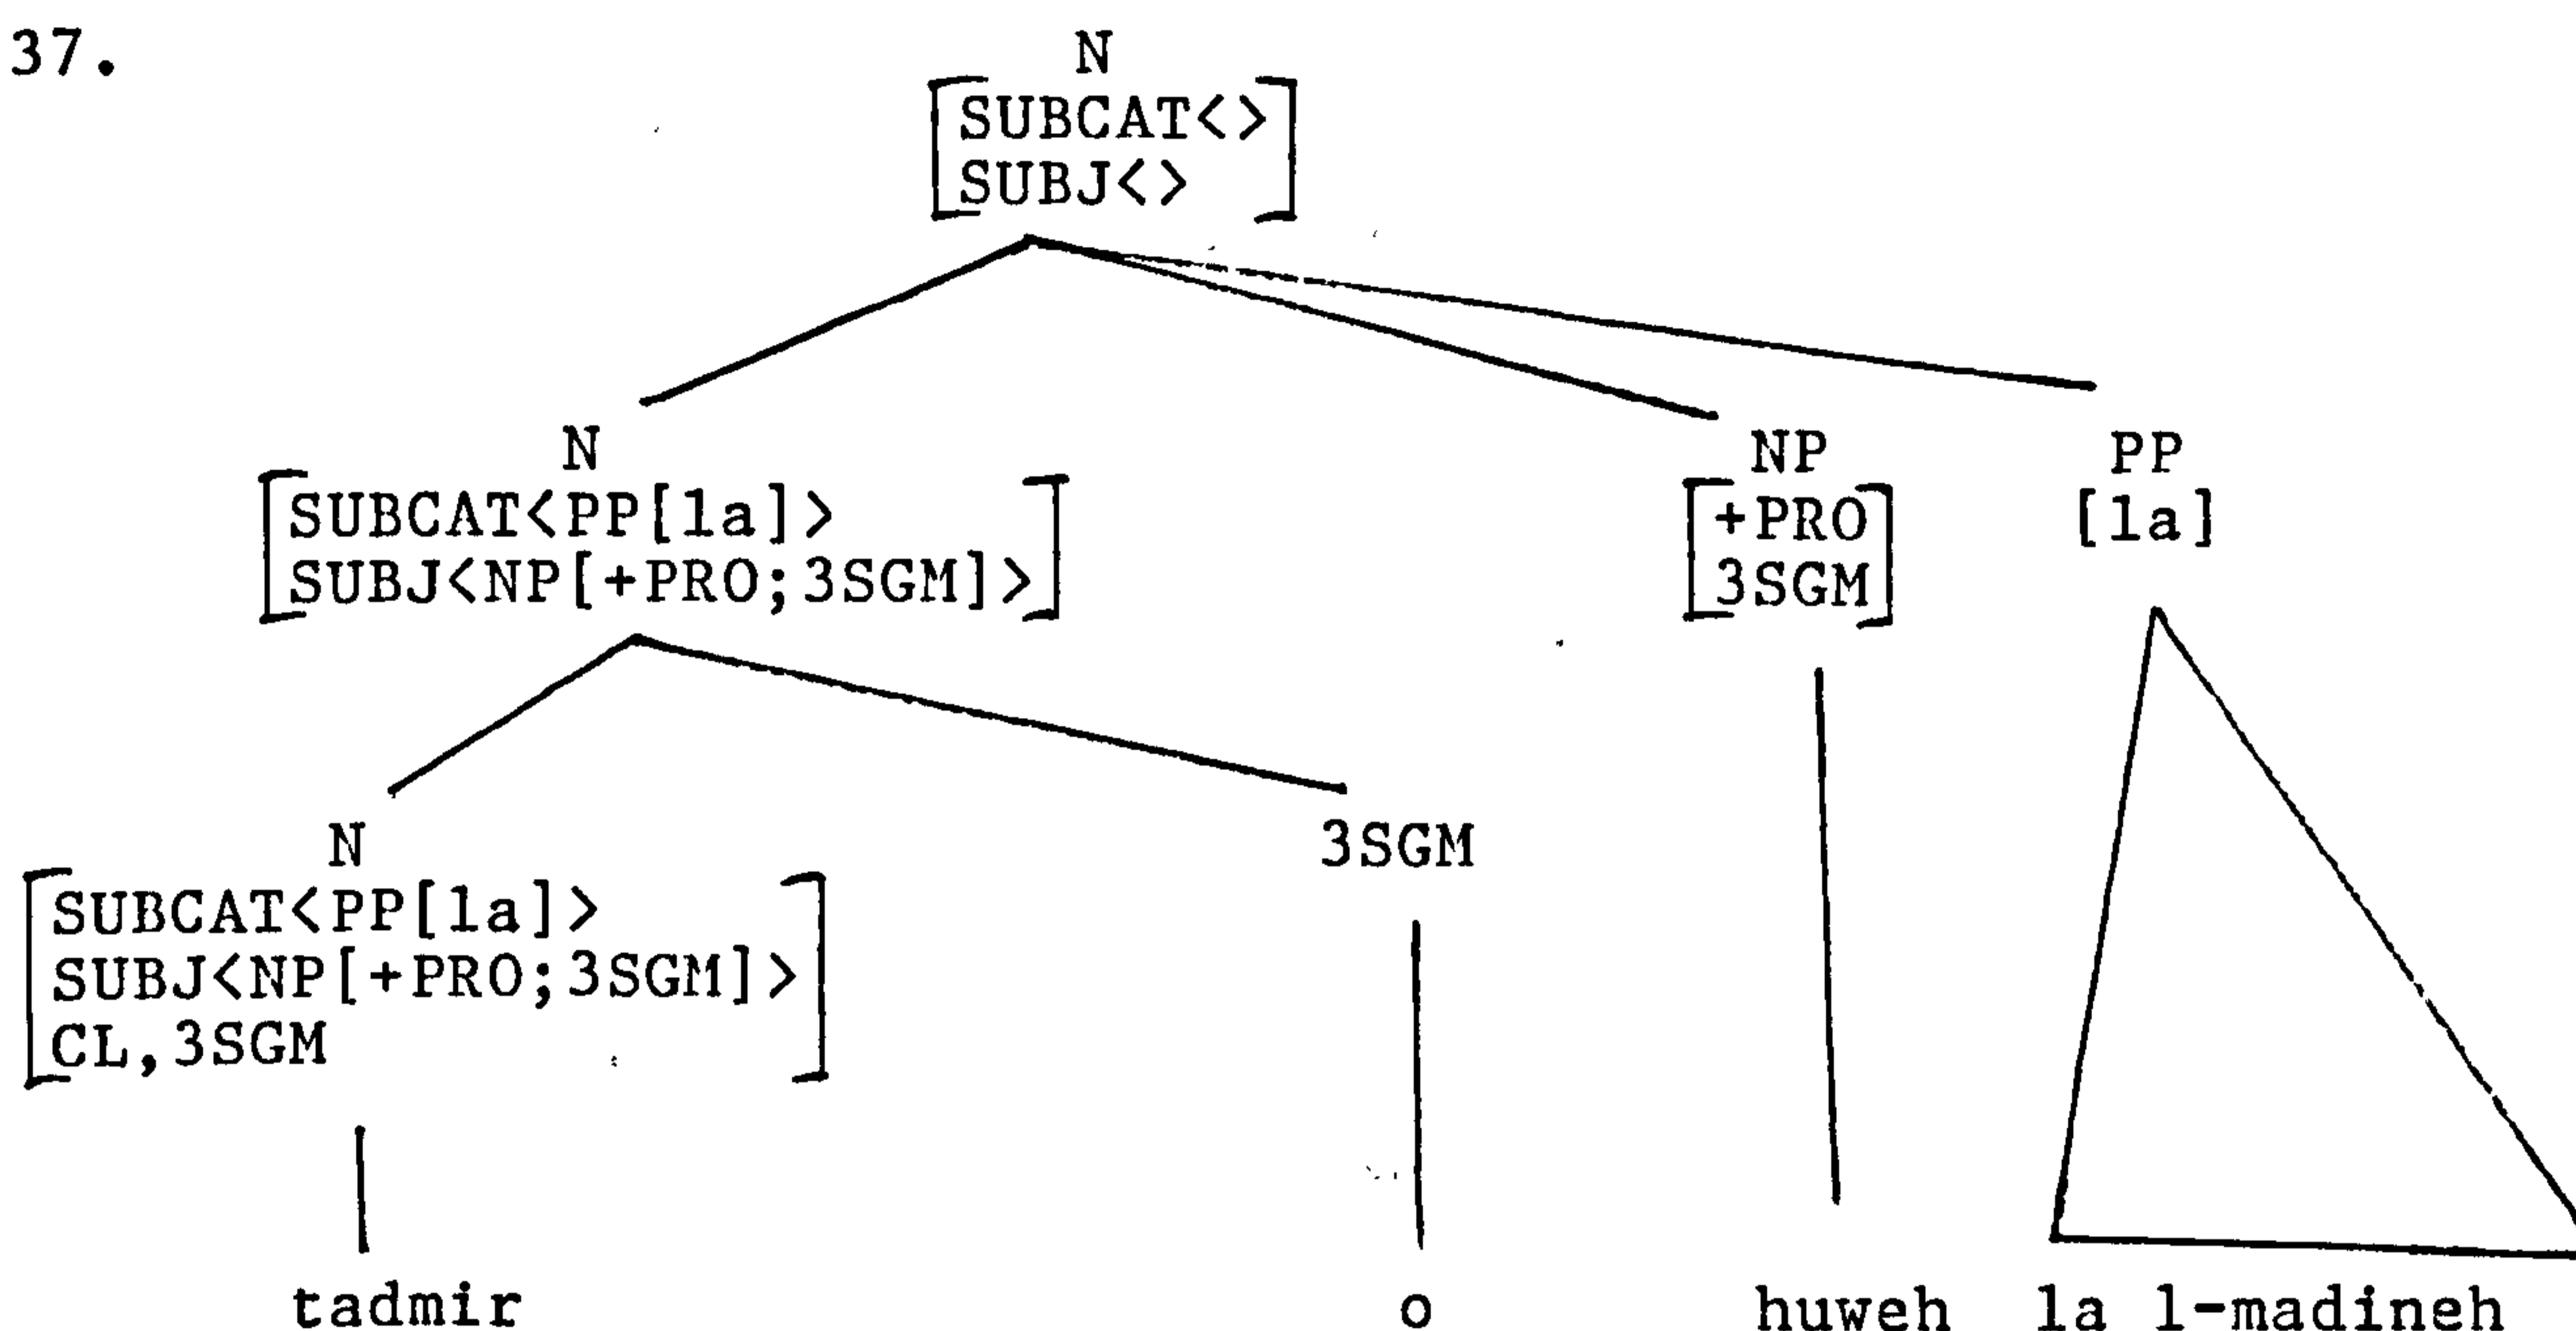 37.
N
SUBCAT<>
SUBJ<>
N
SUBCAT<PP[la]>
SUBJ<NP[+PRO;3SGM]>
NP
+PRO
3SGM
PP
[la]
N
SUBCAT<PP[la]>
SUBJ<NP[+PRO;3SGM]>
CL,3SGM
3SGM
tadmir o huweh la l-madineh